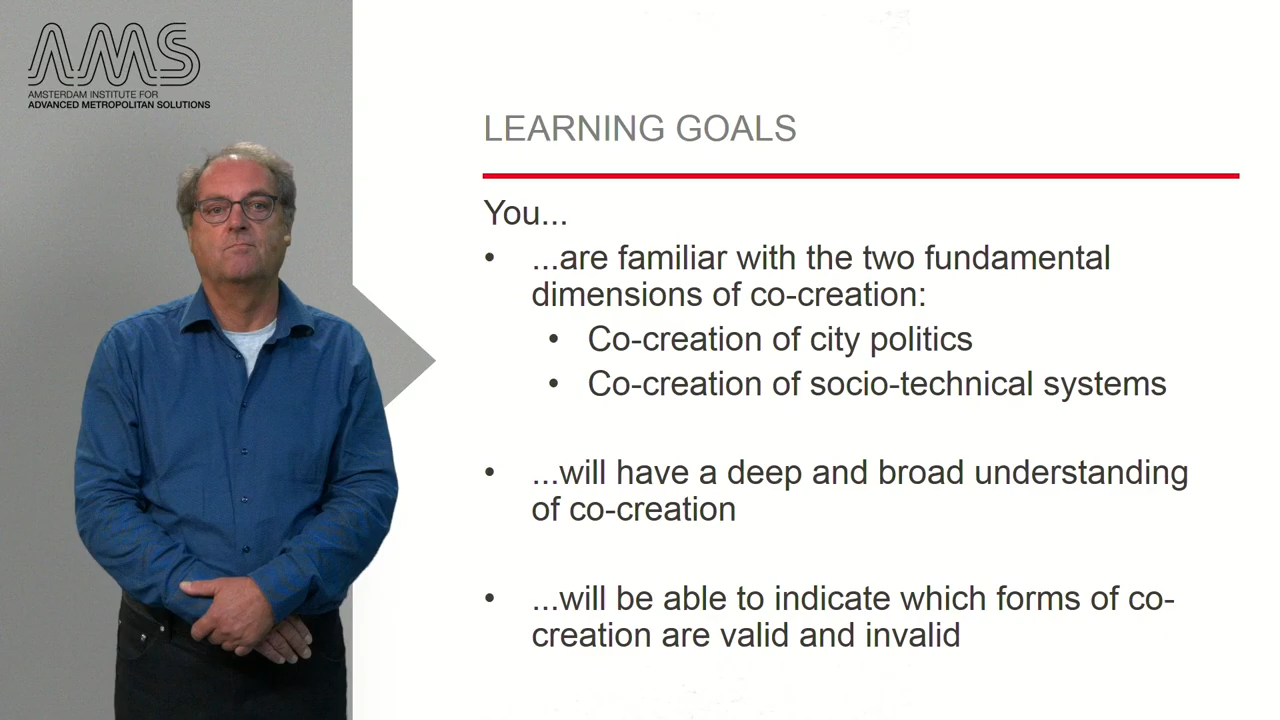 AMS
AMSTERDAM INSTITUTE FOR
ADVANCED METROPOLITAN SOLUTIONS
LEARNING GOALS
You...
• ...are familiar with the two fundamental
dimensions of co-creation:
• Co-creation of city politics
• Co-creation of socio-technical systems
• ...will have a deep and broad understanding
of co-creation
• ...will be able to indicate which forms of co-
creation are valid and invalid